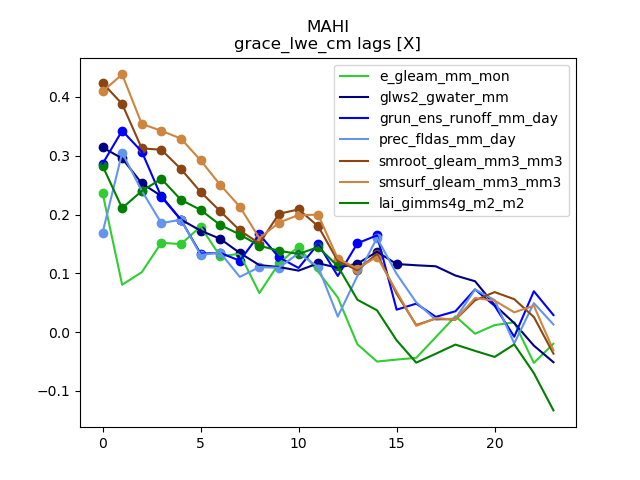 MAHI
grace_lwe_cm lags [X]
e_gleam_mm_mon
glws2_gwater_mm
grun_ens_runoff_mm_day
prec_fldas_mm_day
smroot_gleam_mm3_mm3
smsurf_gleam_mm3_mm3
lai_gimms4g_m2_m2
0.4
0.3
0.2
0.1
0.0
−0.1
0 5 10 15 20